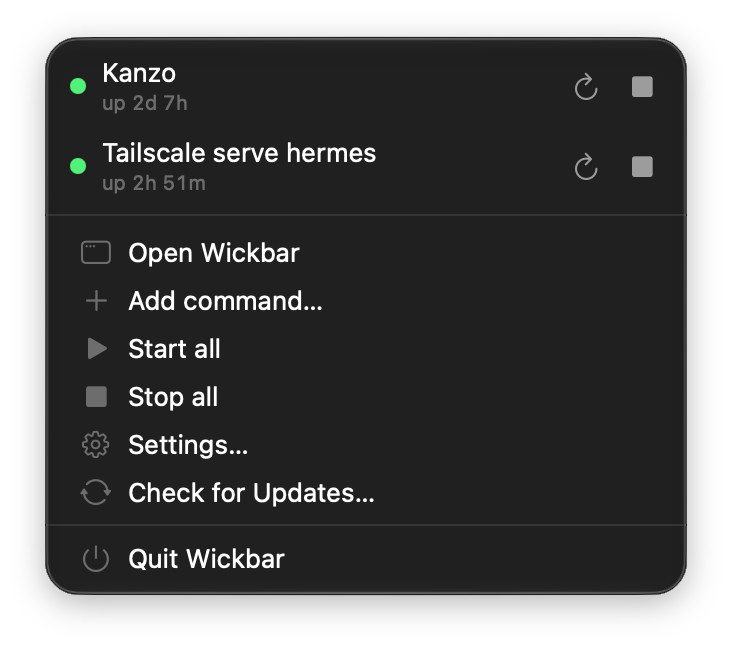 Kanzo
up 2d 7h
Tailscale serve hermes
up 2h 51m
Open Wickbar
Add command...
Start all
Stop all
Settings...
Check for Updates...
Quit Wickbar